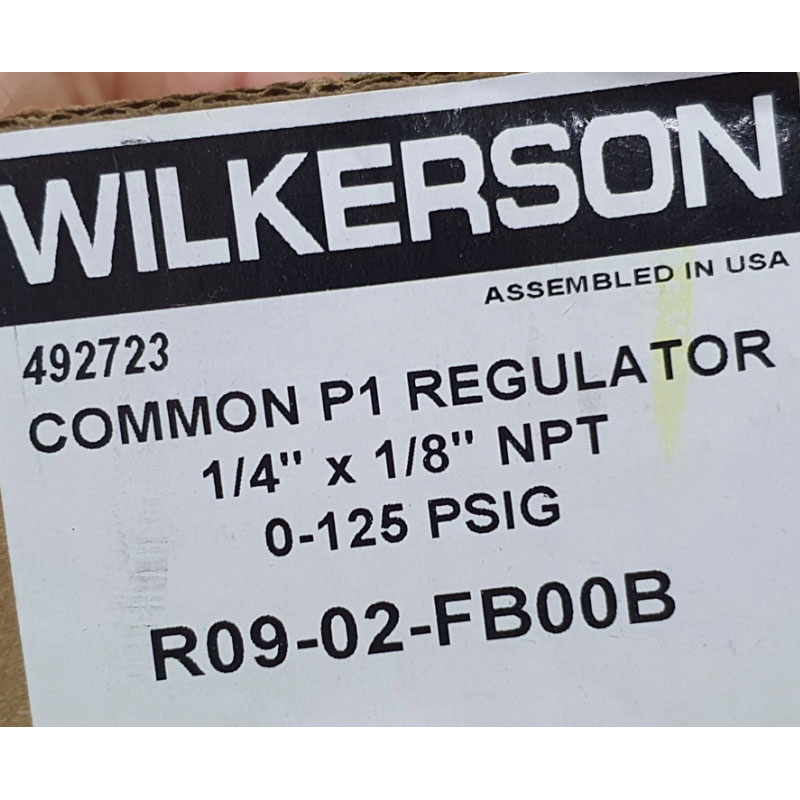 WILKERSON
ASSEMBLED IN USA
492723
COMMON P1 REGULATOR
1/4" x 1/8" NPT
0-125 PSIG
R09-02-FB00B